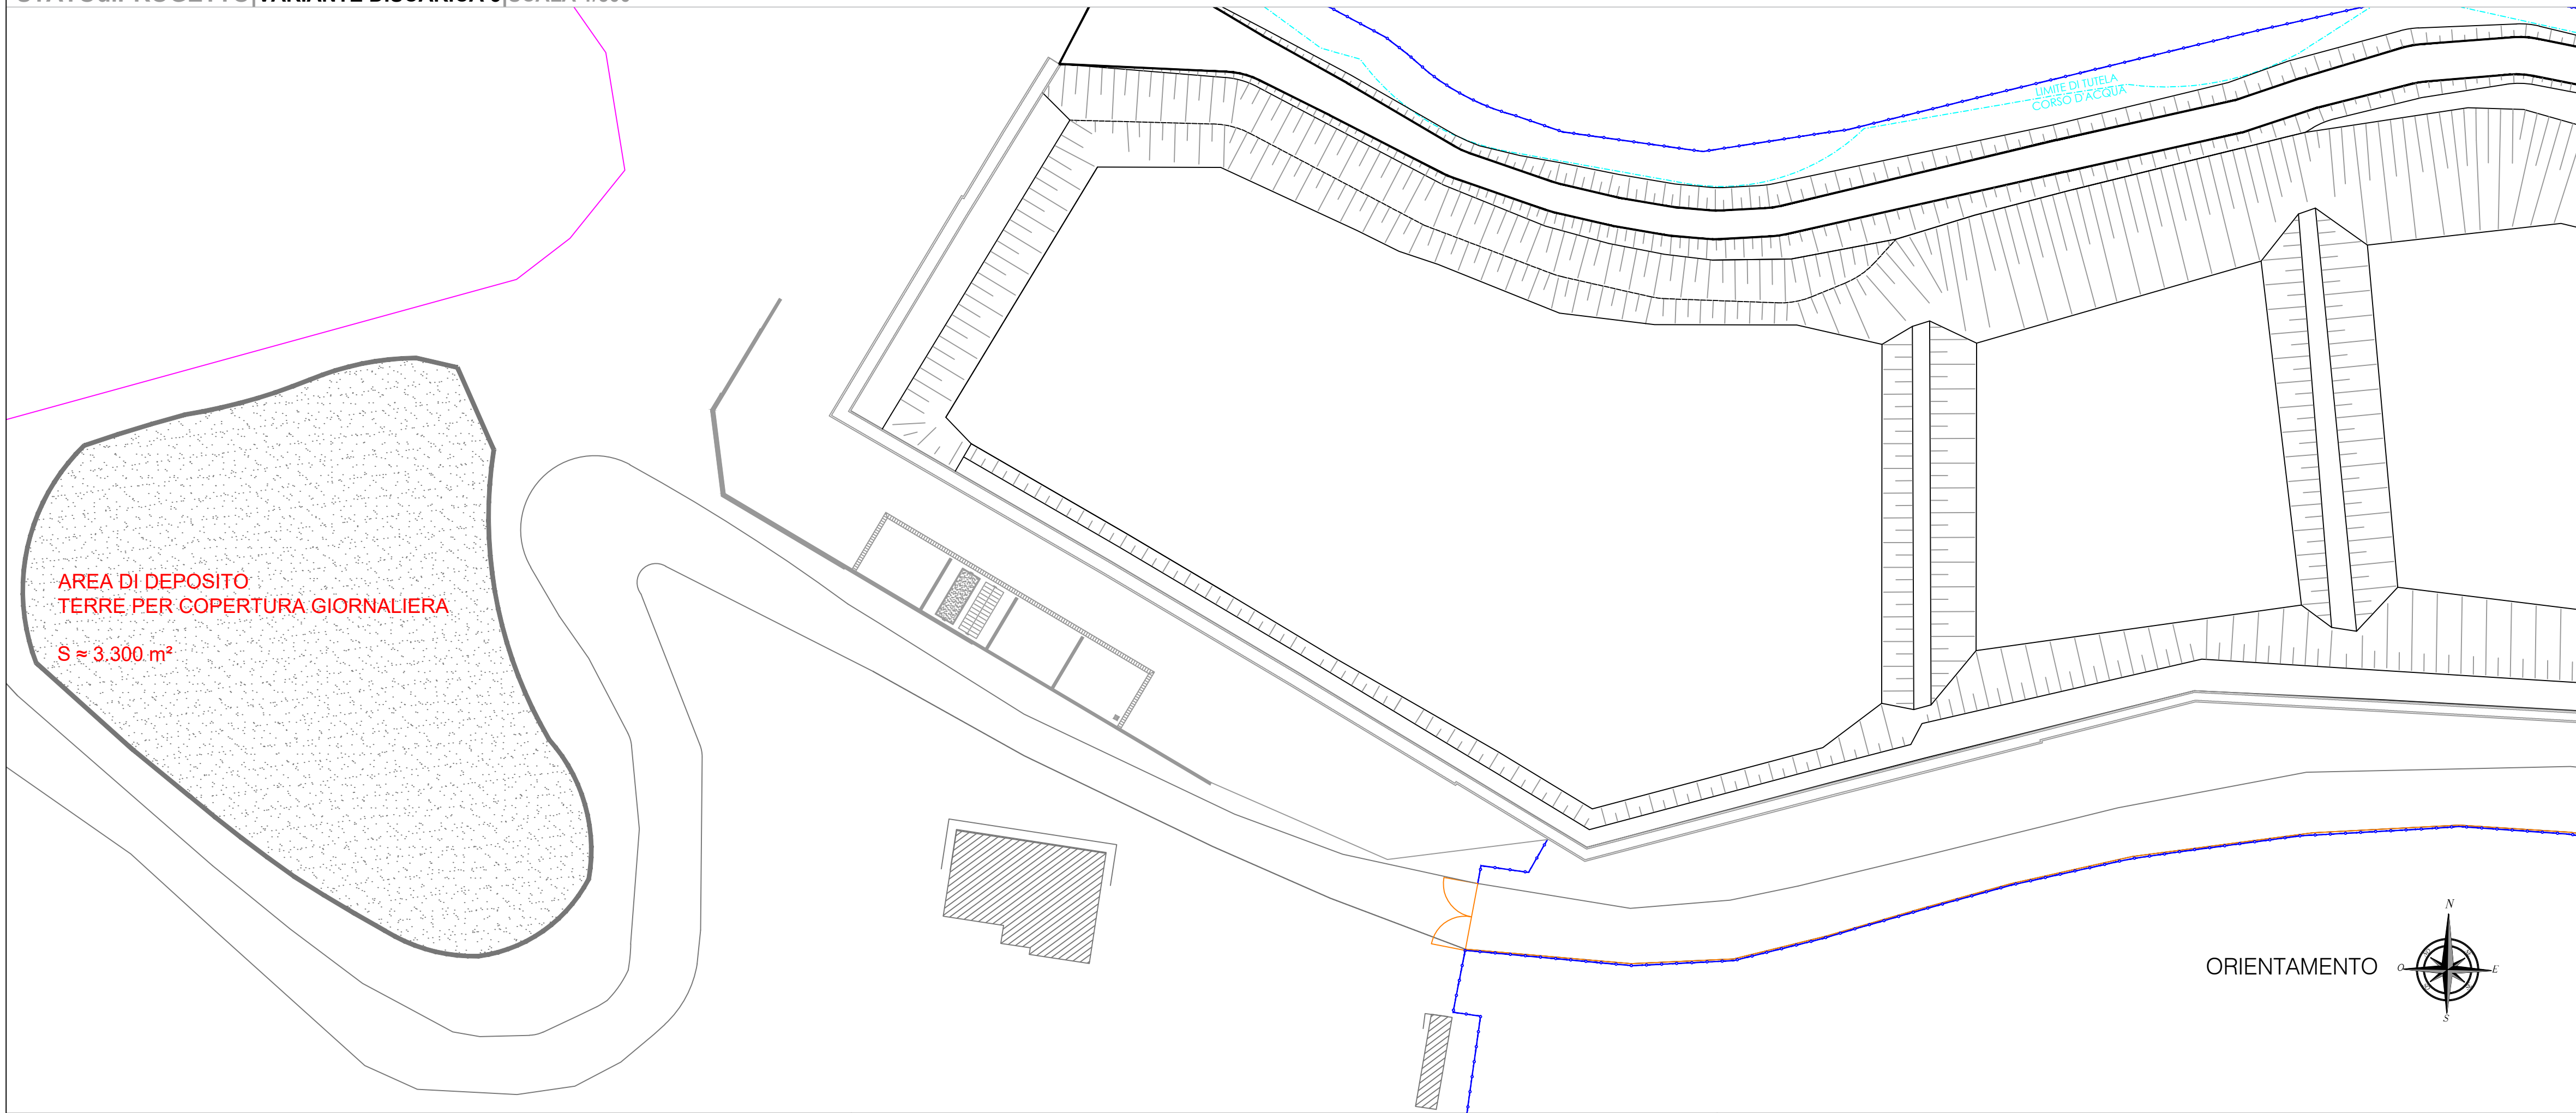 LIMITE DI TUTELA
CORSO D'ACQUA
AREA DI DEPOSITO
TERRE PER COPERTURA GIORNALIERA
S ≈ 3.300 m²
ORIENTAMENTO
N
O
E
S